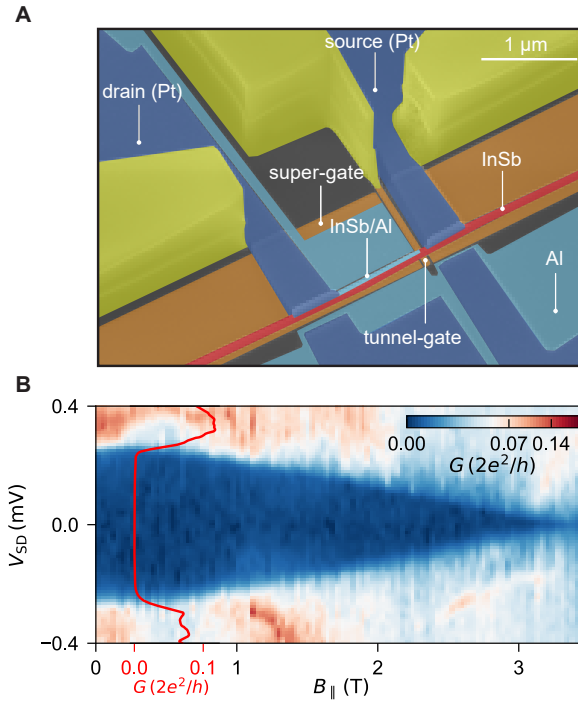 A
source (Pt)
1 μm
drain (Pt)
InSb
super-gate
InSb/Al
Al
tunnel-gate
B
0.4
0.00 0.07 0.14
G (2e²/h)
V_SD (mV)
0.0
−0.4
0 0.0 0.1 1 2 3
G (2e²/h) B_∥ (T)